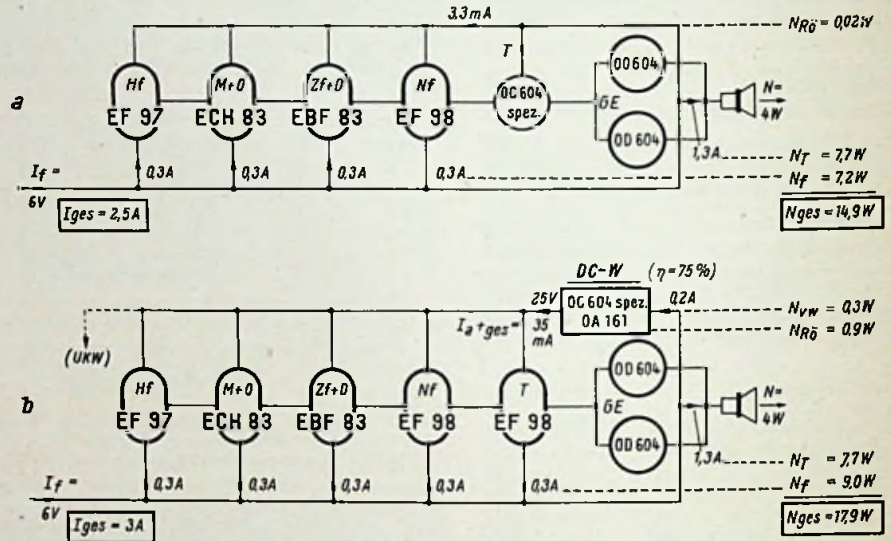 3,3mA
N_Rö = 0,02W
T
Hf
EF 97
M+O
ECH 83
Zf+D
EBF 83
Nf
EF 98
OC 604
spez.
GE
OD604
OD 604
N=
4W
a
1,3A
I_f =
6V
0,3A
0,3A
0,3A
0,3A
N_T = 7,7W
N_f = 7,2W
Iges = 2,5A
Nges = 14,9W
DC-W (η=75%)
25V
OC 604 spez.
OA 161
0,2A
N_VW = 0,3W
N_Rö = 0,9W
I_a+ges =
35
mA
(UKW)
Hf
EF 97
M+O
ECH 83
Zf+D
EBF 83
Nf
EF 98
T
EF 98
GE
OD 604
OD 604
N=
4W
b
1,3A
I_f =
6V
0,3A
0,3A
0,3A
0,3A
0,3A
N_T = 7,7W
N_f = 9,0W
Iges = 3A
Nges = 17,9W